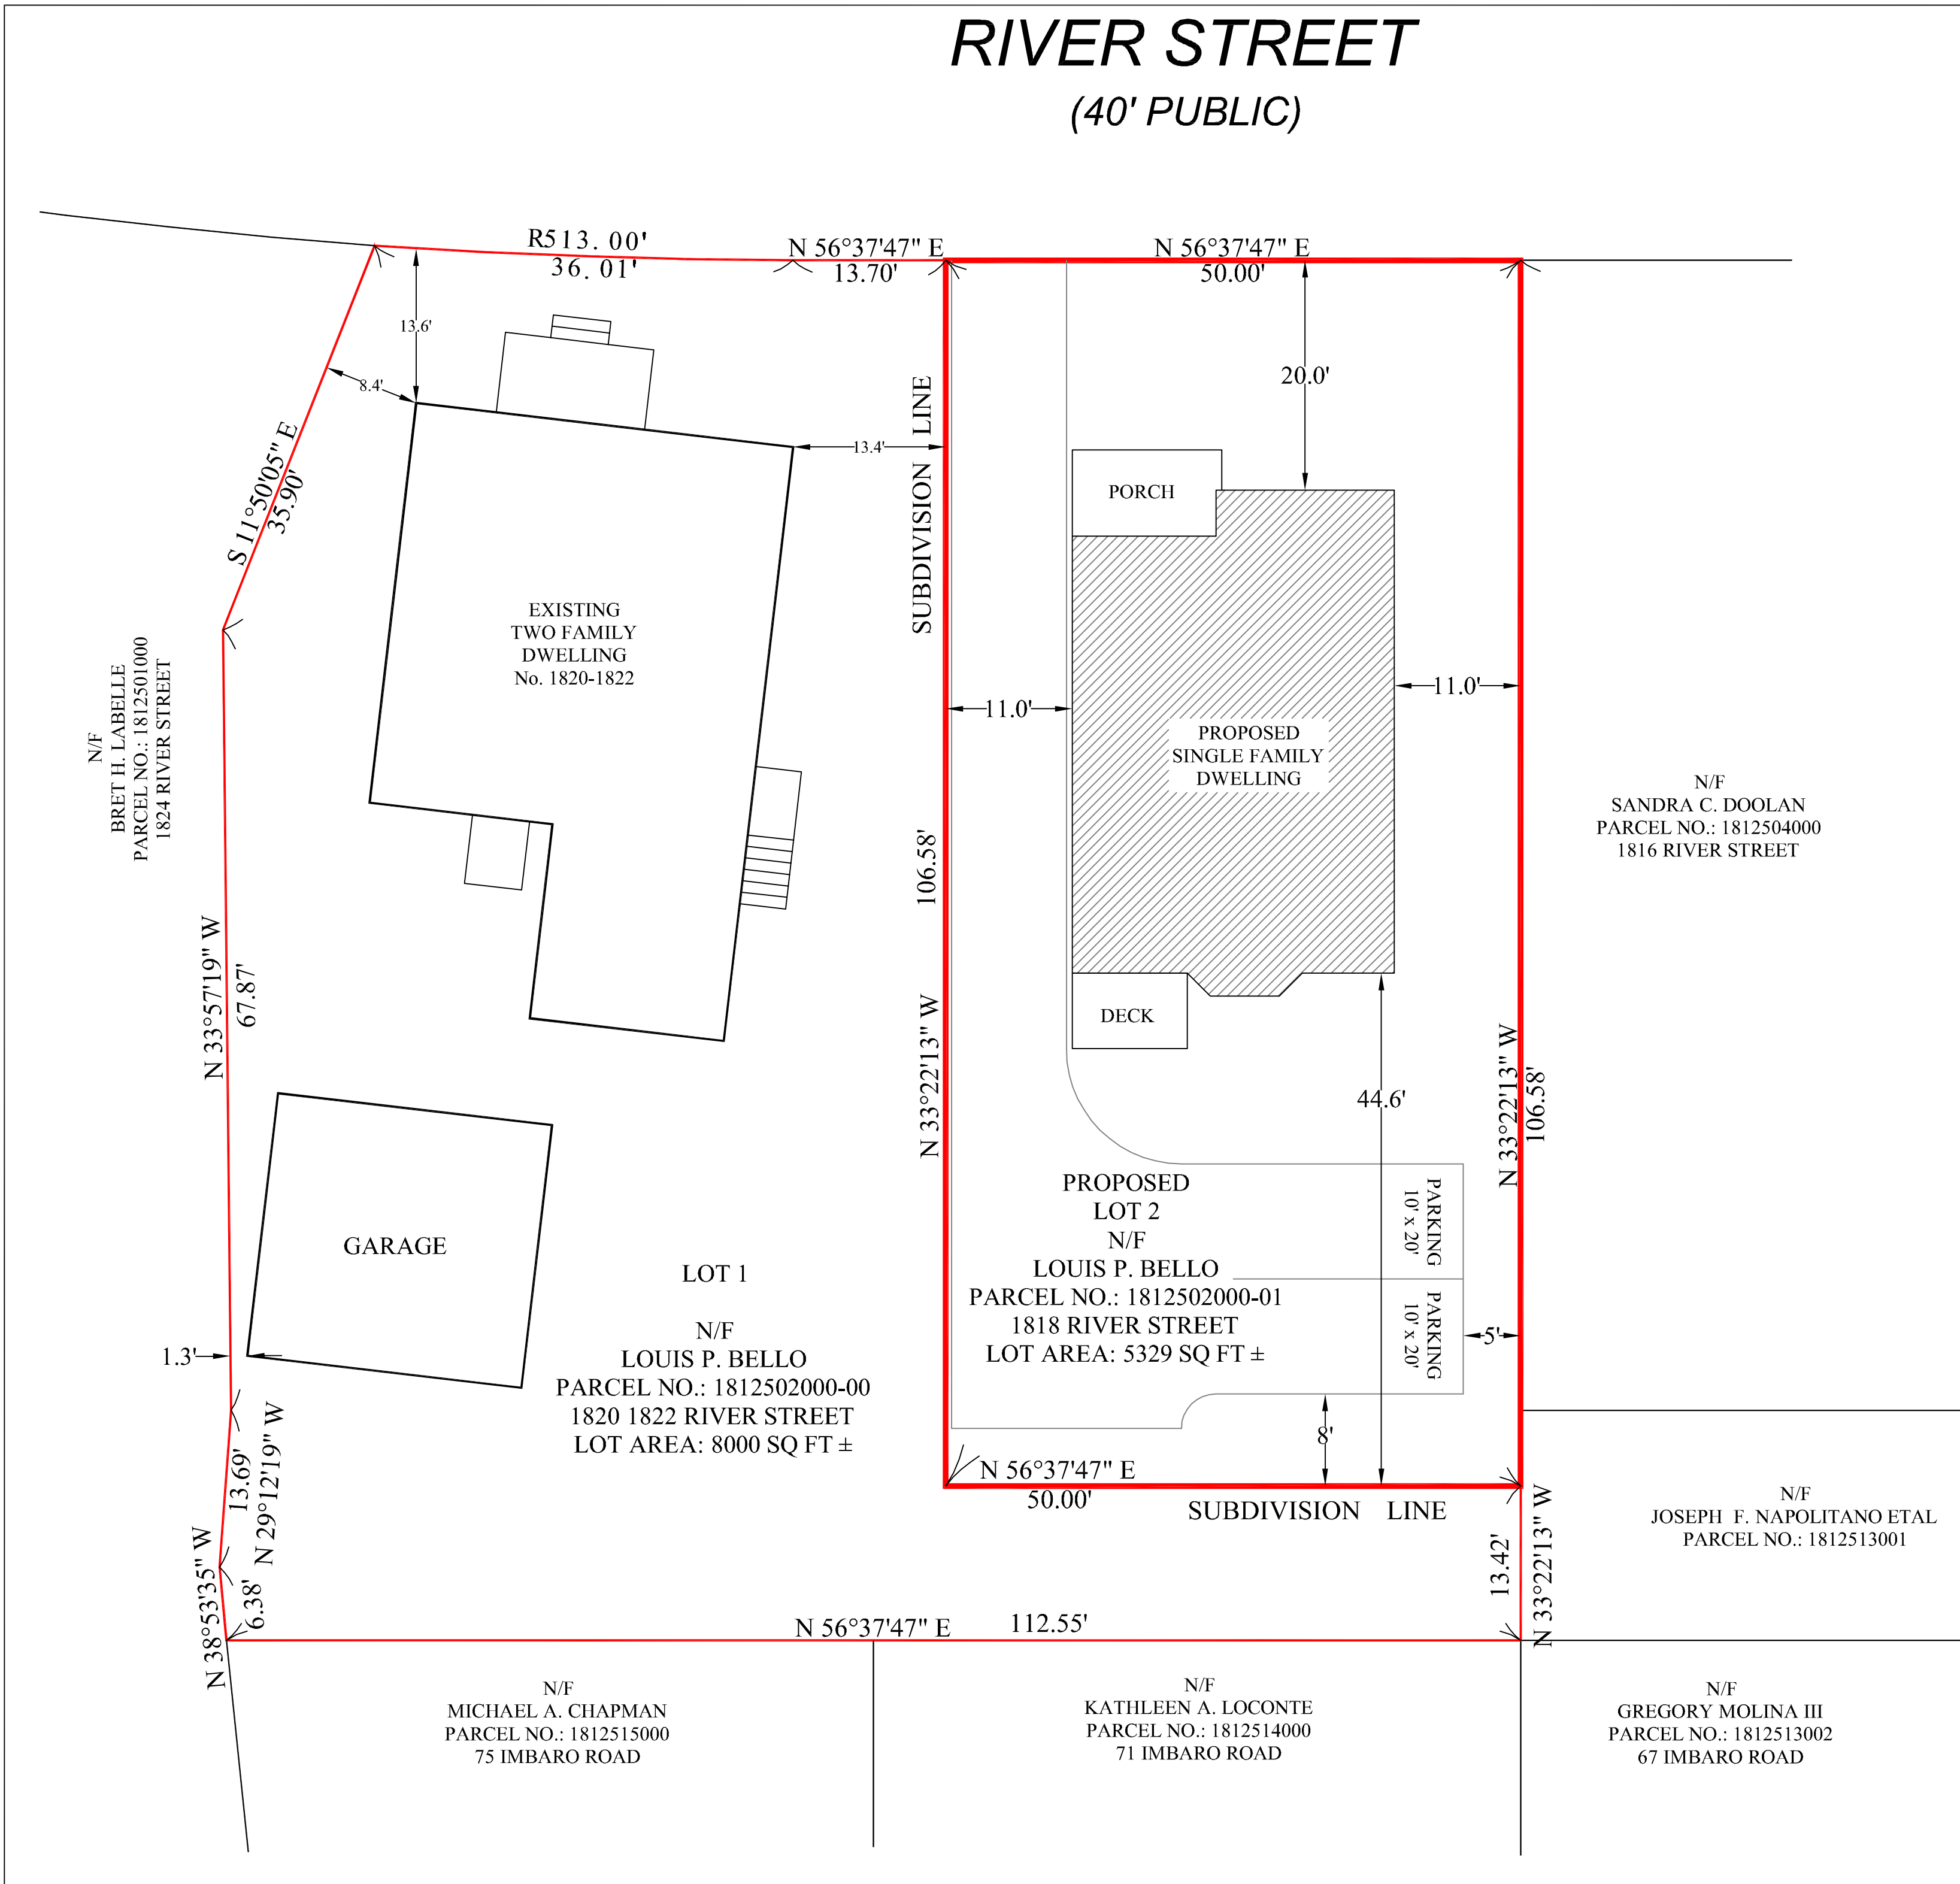 RIVER STREET
(40' PUBLIC)
R513.00'
36.01'
N 56°37'47" E
13.70'
N 56°37'47" E
50.00'
13.6'
8.4'
13.4'
20.0'
S 11°50'05" E
35.90'
SUBDIVISION LINE
PORCH
EXISTING
TWO FAMILY
DWELLING
No. 1820-1822
N/F
BRET H. LABELLE
PARCEL NO.: 1812501000
1824 RIVER STREET
11.0'
11.0'
PROPOSED
SINGLE FAMILY
DWELLING
N/F
SANDRA C. DOOLAN
PARCEL NO.: 1812504000
1816 RIVER STREET
106.58'
N 33°22'13" W
N 33°57'19" W
67.87'
DECK
44.6'
N 33°22'13" W
106.58'
GARAGE
LOT 1
N/F
LOUIS P. BELLO
PARCEL NO.: 1812502000-00
1820 1822 RIVER STREET
LOT AREA: 8000 SQ FT ±
PROPOSED
LOT 2
N/F
LOUIS P. BELLO
PARCEL NO.: 1812502000-01
1818 RIVER STREET
LOT AREA: 5329 SQ FT ±
PARKING
10' x 20'
PARKING
10' x 20'
5'
1.3'
8'
13.69'
N 29°12'19" W
N 56°37'47" E
50.00'
SUBDIVISION LINE
N 38°53'35" W
6.38'
13.42'
N 33°22'13" W
N/F
JOSEPH F. NAPOLITANO ETAL
PARCEL NO.: 1812513001
N 56°37'47" E
112.55'
N/F
MICHAEL A. CHAPMAN
PARCEL NO.: 1812515000
75 IMBARO ROAD
N/F
KATHLEEN A. LOCONTE
PARCEL NO.: 1812514000
71 IMBARO ROAD
N/F
GREGORY MOLINA III
PARCEL NO.: 1812513002
67 IMBARO ROAD